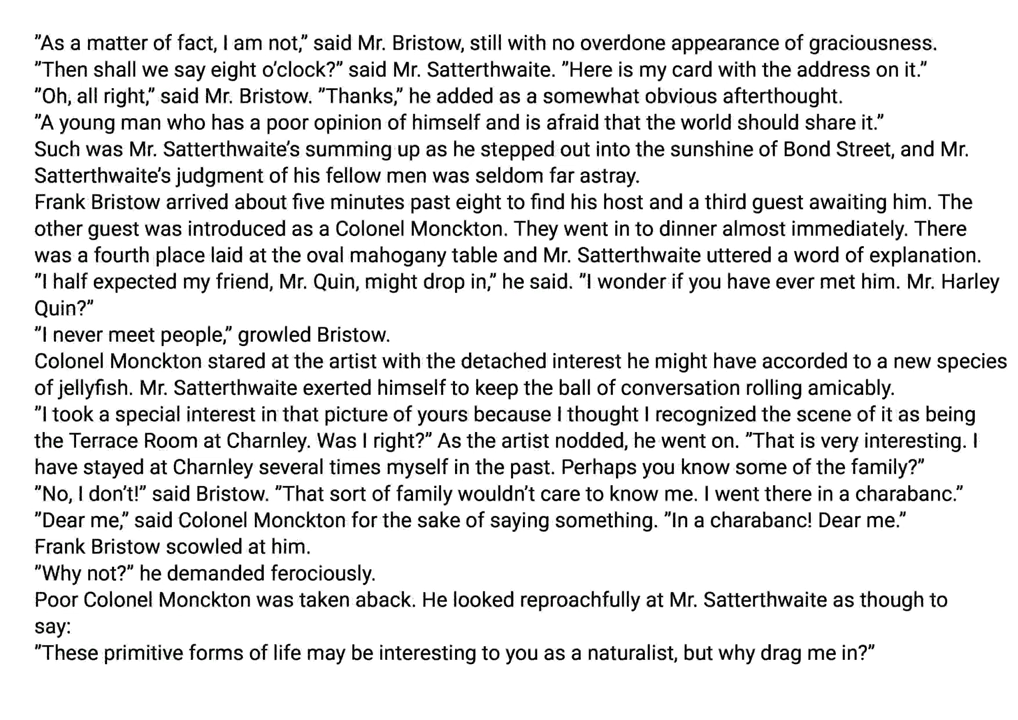 "As a matter of fact, I am not," said Mr. Bristow, still with no overdone appearance of graciousness.
"Then shall we say eight o'clock?" said Mr. Satterthwaite. "Here is my card with the address on it."
"Oh, all right," said Mr. Bristow. "Thanks," he added as a somewhat obvious afterthought.
"A young man who has a poor opinion of himself and is afraid that the world should share it."
Such was Mr. Satterthwaite's summing up as he stepped out into the sunshine of Bond Street, and Mr.
Satterthwaite's judgment of his fellow men was seldom far astray.
Frank Bristow arrived about five minutes past eight to find his host and a third guest awaiting him. The
other guest was introduced as a Colonel Monckton. They went in to dinner almost immediately. There
was a fourth place laid at the oval mahogany table and Mr. Satterthwaite uttered a word of explanation.
"I half expected my friend, Mr. Quin, might drop in," he said. "I wonder if you have ever met him. Mr. Harley
Quin?"
"I never meet people," growled Bristow.
Colonel Monckton stared at the artist with the detached interest he might have accorded to a new species
of jellyfish. Mr. Satterthwaite exerted himself to keep the ball of conversation rolling amicably.
"I took a special interest in that picture of yours because I thought I recognized the scene of it as being
the Terrace Room at Charnley. Was I right?" As the artist nodded, he went on. "That is very interesting. I
have stayed at Charnley several times myself in the past. Perhaps you know some of the family?"
"No, I don't!" said Bristow. "That sort of family wouldn't care to know me. I went there in a charabanc."
"Dear me," said Colonel Monckton for the sake of saying something. "In a charabanc! Dear me."
Frank Bristow scowled at him.
"Why not?" he demanded ferociously.
Poor Colonel Monckton was taken aback. He looked reproachfully at Mr. Satterthwaite as though to
say:
"These primitive forms of life may be interesting to you as a naturalist, but why drag me in?"